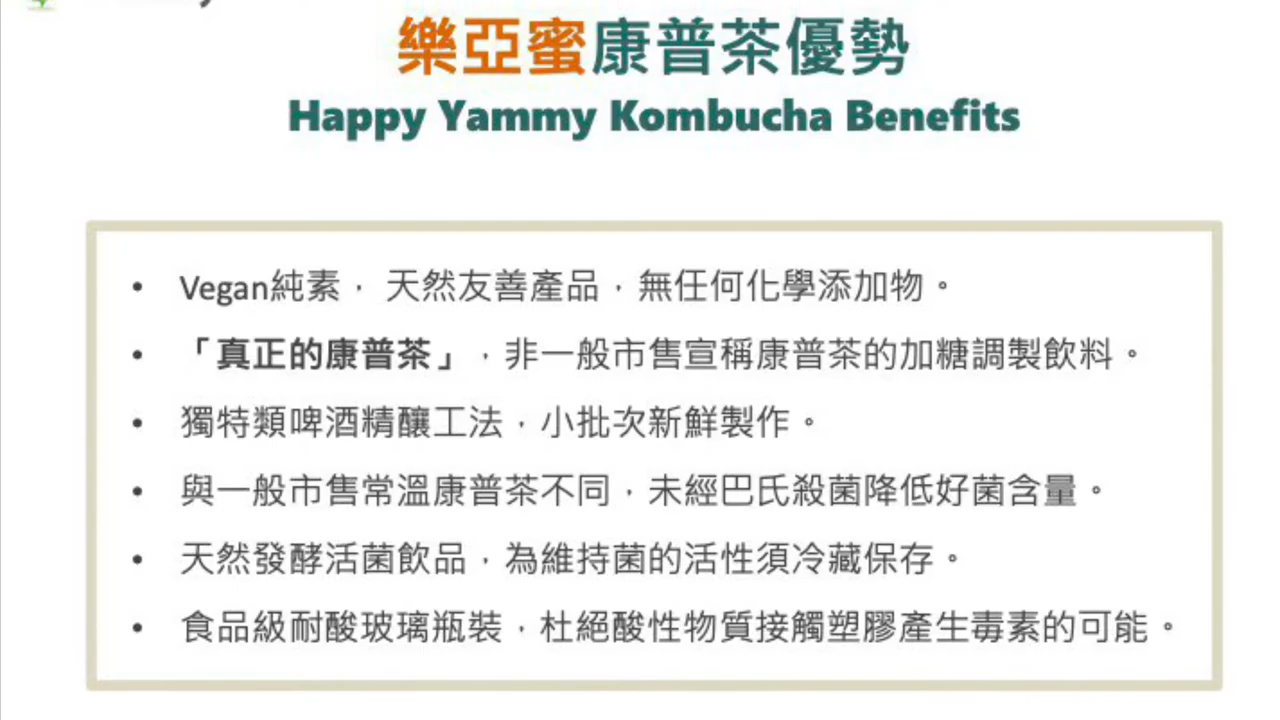 樂亞蜜康普茶優勢
Happy Yammy Kombucha Benefits
• Vegan純素， 天然友善產品，無任何化學添加物。
• 「真正的康普茶」，非一般市售宣稱康普茶的加糖調製飲料。
• 獨特類啤酒精釀工法，小批次新鮮製作。
• 與一般市售常溫康普茶不同，未經巴氏殺菌降低好菌含量。
• 天然發酵活菌飲品，為維持菌的活性須冷藏保存。
• 食品級耐酸玻璃瓶裝，杜絕酸性物質接觸塑膠產生毒素的可能。